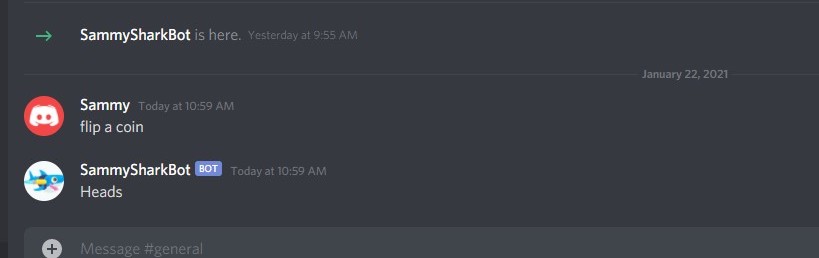 SammySharkBot is here. Yesterday at 9:55 AM
January 22, 2021
Sammy Today at 10:59 AM
flip a coin
SammySharkBot BOT Today at 10:59 AM
Heads
Message #general